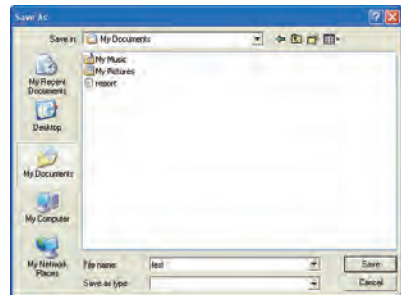 Save As
Save in: My Documents
My Music
My Pictures
report
My Recent
Documents
Desktop
My Documents
My Computer
My Network
Places
File name: test
Save
Save as type:
Cancel